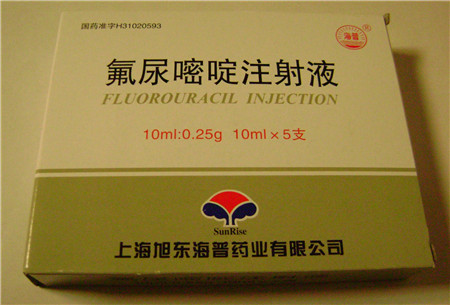 国药准字H31020593
海普
氟尿嘧啶注射液
FLUOROURACIL INJECTION
10ml:0.25g 10ml×5支
SunRise
上海旭东海普药业有限公司